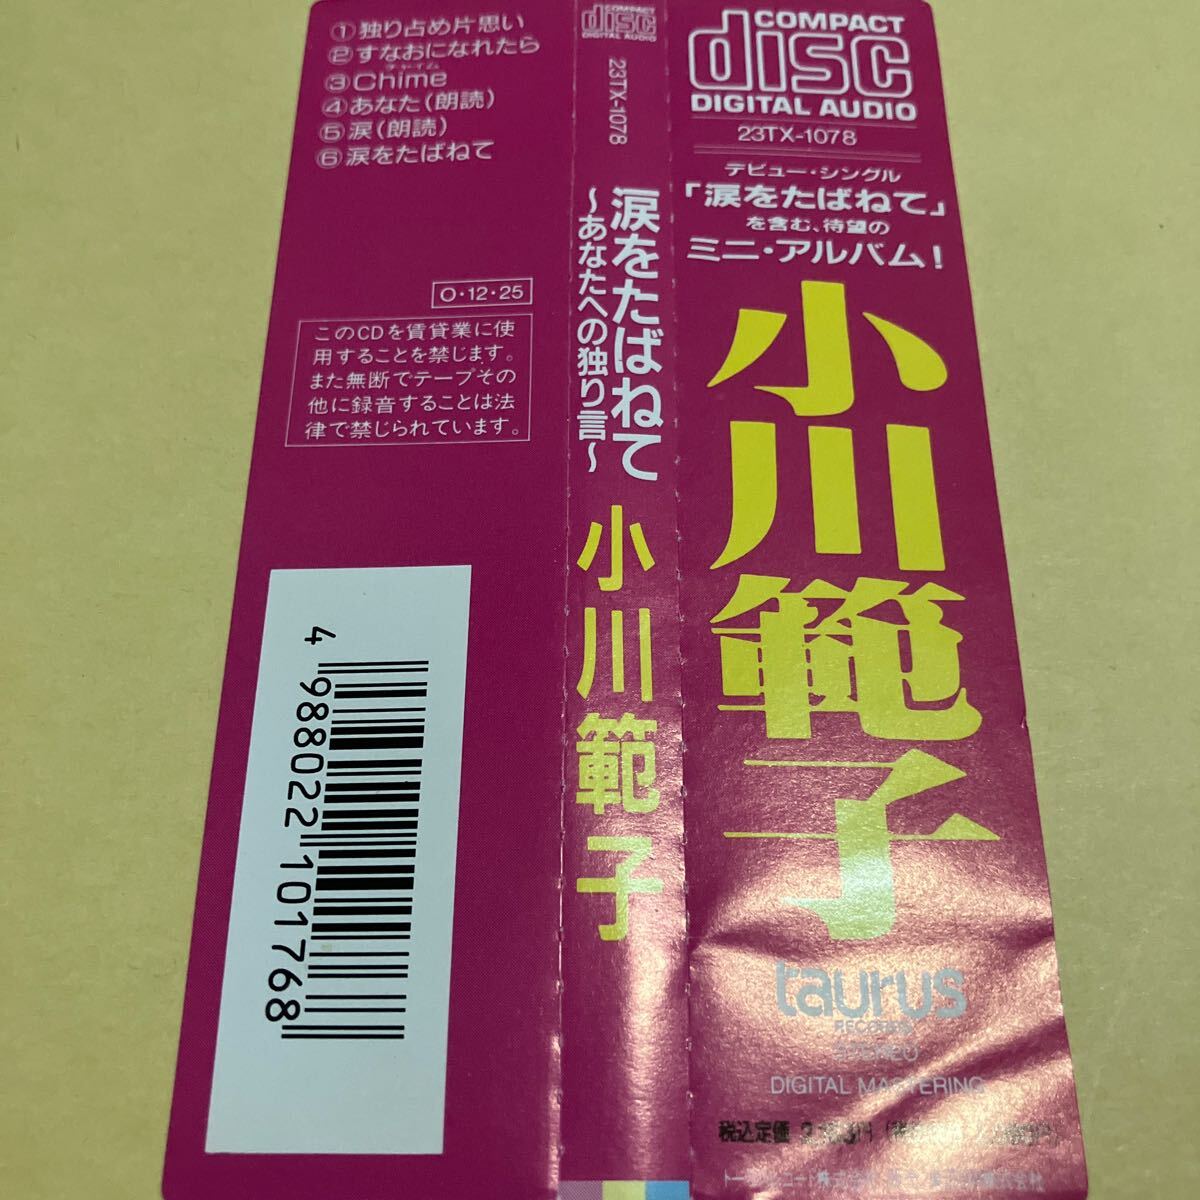 ①独り占め片思い
②すなおになれたら
チャイム
③Chime
④あなた(朗読)
⑤涙(朗読)
⑥涙をたばねて
O・12・25
このCDを賃貸業に使
用することを禁じます。
また無断でテープその
他に録音することは法
律で禁じられています。
4 988022 101768
disc
DIGITAL AUDIO
23TX-1078
涙をたばねて
〜あなたへの独り言〜
小川範子
COMPACT
disc
DIGITAL AUDIO
23TX-1078
デビュー・シングル
「涙をたばねて」
を含む、待望の
ミニ・アルバム!
小川範子
taurus
RECORDS
STEREO
DIGITAL MASTERING
税込定価